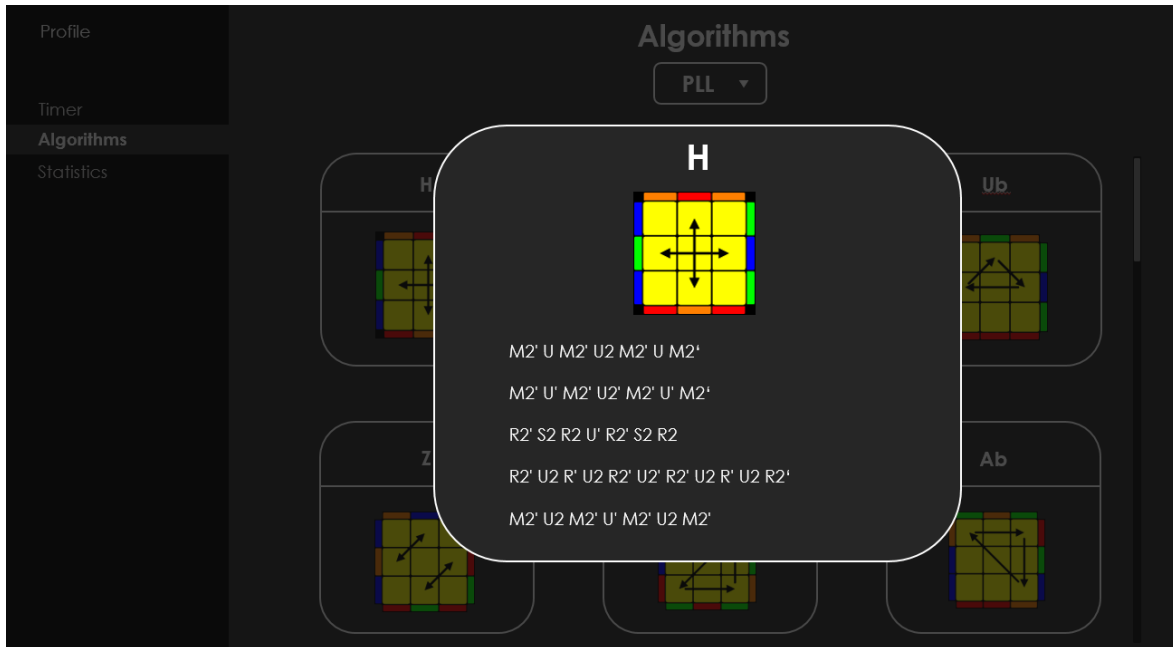 Profile
Timer
Algorithms
Statistics
Algorithms
PLL
H
Ub
Z
Ab
H
M2' U M2' U2 M2' U M2‘
M2' U' M2' U2' M2' U' M2‘
R2' S2 R2 U' R2' S2 R2
R2' U2 R' U2 R2' U2' R2' U2 R' U2 R2‘
M2' U2 M2' U' M2' U2 M2'